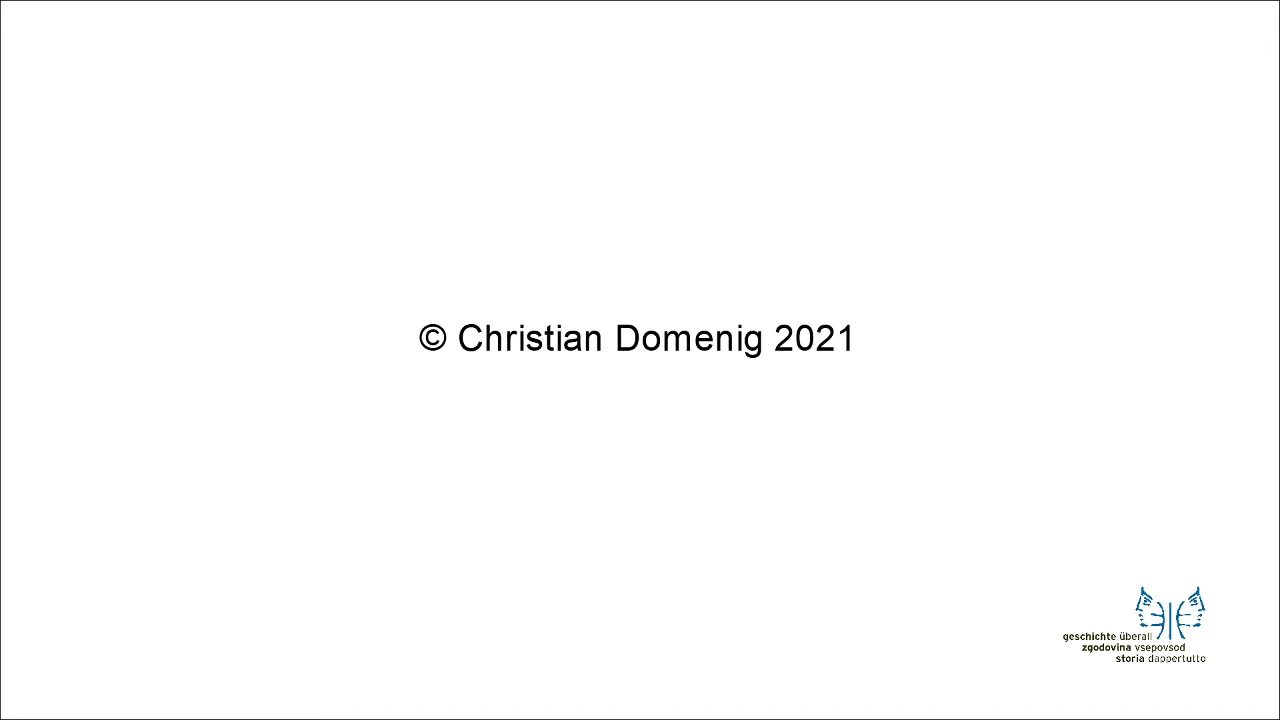 © Christian Domenig 2021
geschichte überall
zgodovina vsepovsod
storia dappertutto